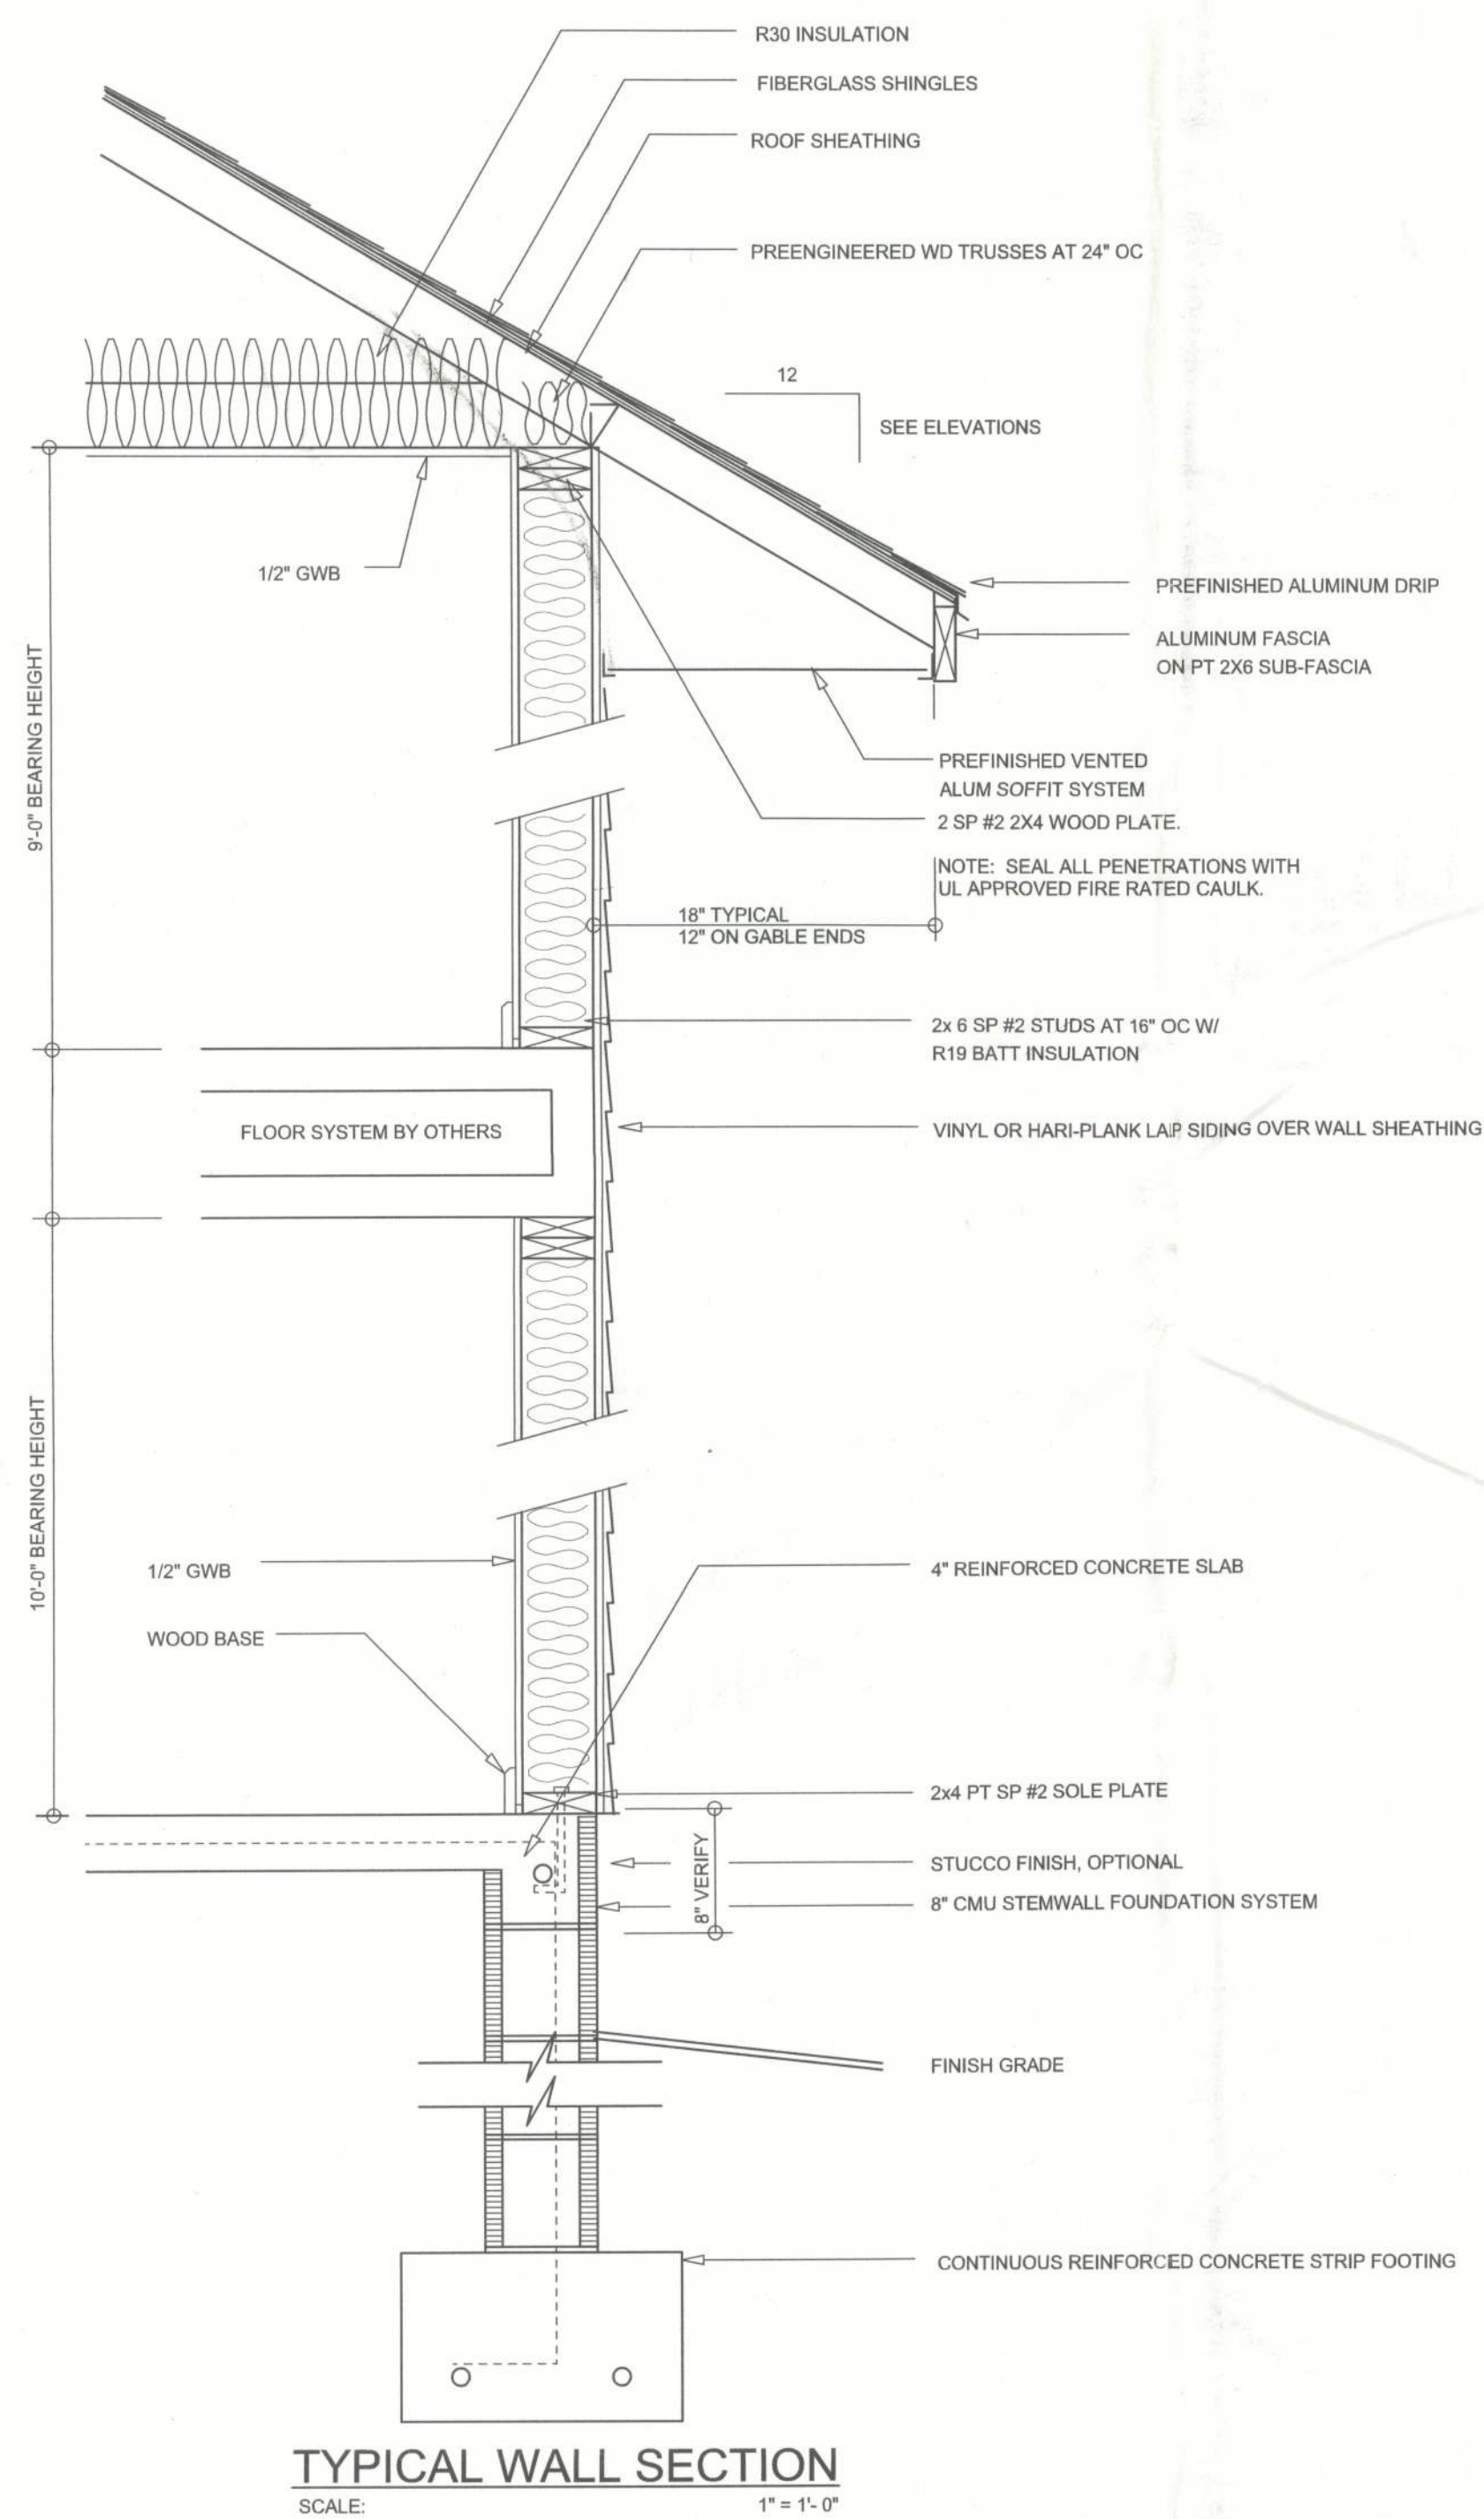 R30 INSULATION
FIBERGLASS SHINGLES
ROOF SHEATHING
PREENGINEERED WD TRUSSES AT 24" OC
12
SEE ELEVATIONS
1/2" GWB
PREFINISHED ALUMINUM DRIP
ALUMINUM FASCIA
ON PT 2X6 SUB-FASCIA
9'-0" BEARING HEIGHT
PREFINISHED VENTED
ALUM SOFFIT SYSTEM
2 SP #2 2X4 WOOD PLATE.
NOTE: SEAL ALL PENETRATIONS WITH
UL APPROVED FIRE RATED CAULK.
18" TYPICAL
12" ON GABLE ENDS
2x 6 SP #2 STUDS AT 16" OC W/
R19 BATT INSULATION
FLOOR SYSTEM BY OTHERS
VINYL OR HARI-PLANK LAP SIDING OVER WALL SHEATHING
10'-0" BEARING HEIGHT
1/2" GWB
4" REINFORCED CONCRETE SLAB
WOOD BASE
2x4 PT SP #2 SOLE PLATE
8" VERIFY
STUCCO FINISH, OPTIONAL
8" CMU STEMWALL FOUNDATION SYSTEM
FINISH GRADE
CONTINUOUS REINFORCED CONCRETE STRIP FOOTING
TYPICAL WALL SECTION
SCALE: 1" = 1'- 0"